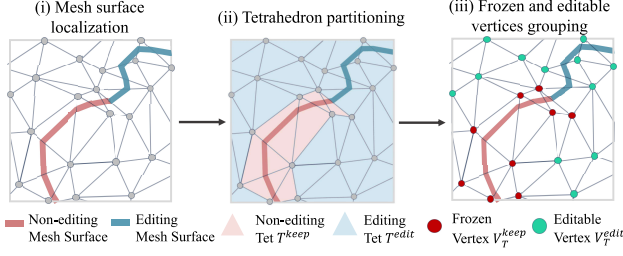 (i) Mesh surface
localization
(ii) Tetrahedron partitioning
(iii) Frozen and editable
vertices grouping
Non-editing
Mesh Surface
Editing
Mesh Surface
Non-editing
Tet T^{keep}
Editing
Tet T^{edit}
Frozen
Vertex V_T^{keep}
Editable
Vertex V_T^{edit}